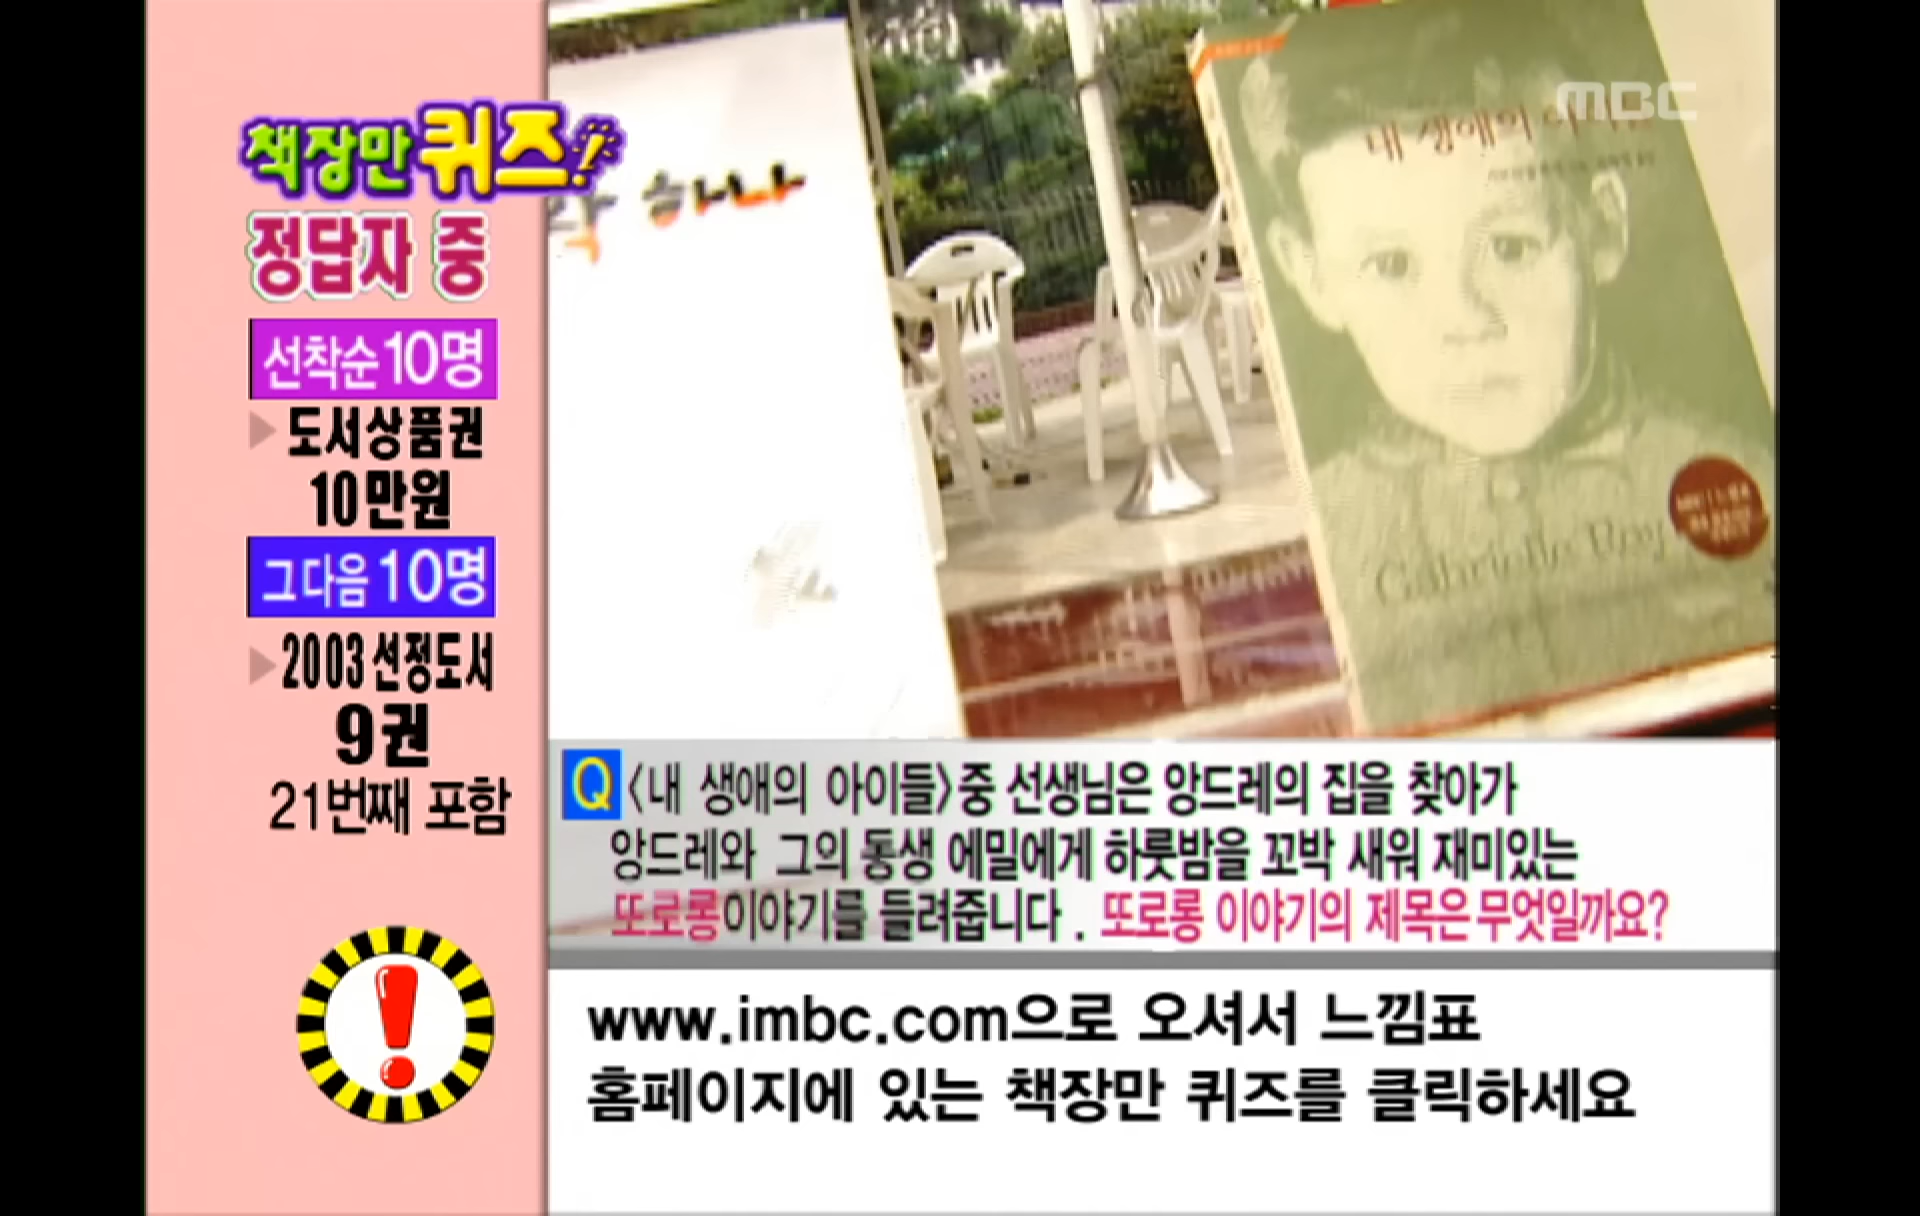 책장만 퀴즈!
정답자 중
선착순 10명
도서상품권
10만원
그다음 10명
2003 선정도서
9권
21번째 포함
하나
MBC
내 생애의
Gabrielle Roy
Q <내 생애의 아이들>중 선생님은 앙드레의 집을 찾아가
앙드레와 그의 동생 에밀에게 하룻밤을 꼬박 새워 재미있는
또로롱이야기를 들려줍니다. 또로롱 이야기의 제목은 무엇일까요?
www.imbc.com으로 오셔서 느낌표
홈페이지에 있는 책장만 퀴즈를 클릭하세요